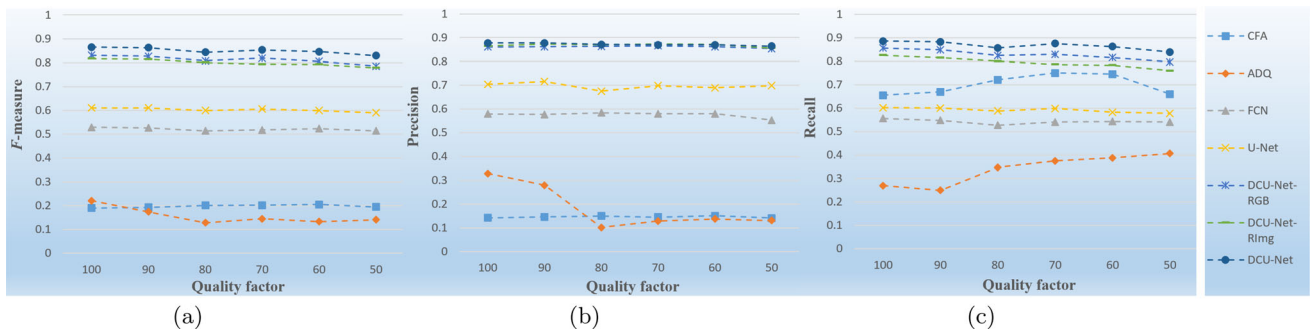 1
0.9
0.8
0.7
0.6
0.5
0.4
0.3
0.2
0.1
0
F-measure
100 90 80 70 60 50
Quality factor
(a)
1
0.9
0.8
0.7
0.6
0.5
0.4
0.3
0.2
0.1
0
Precision
100 90 80 70 60 50
Quality factor
(b)
1
0.9
0.8
0.7
0.6
0.5
0.4
0.3
0.2
0.1
0
Recall
100 90 80 70 60 50
Quality factor
(c)
CFA
ADQ
FCN
U-Net
DCU-Net-
RGB
DCU-Net-
RImg
DCU-Net